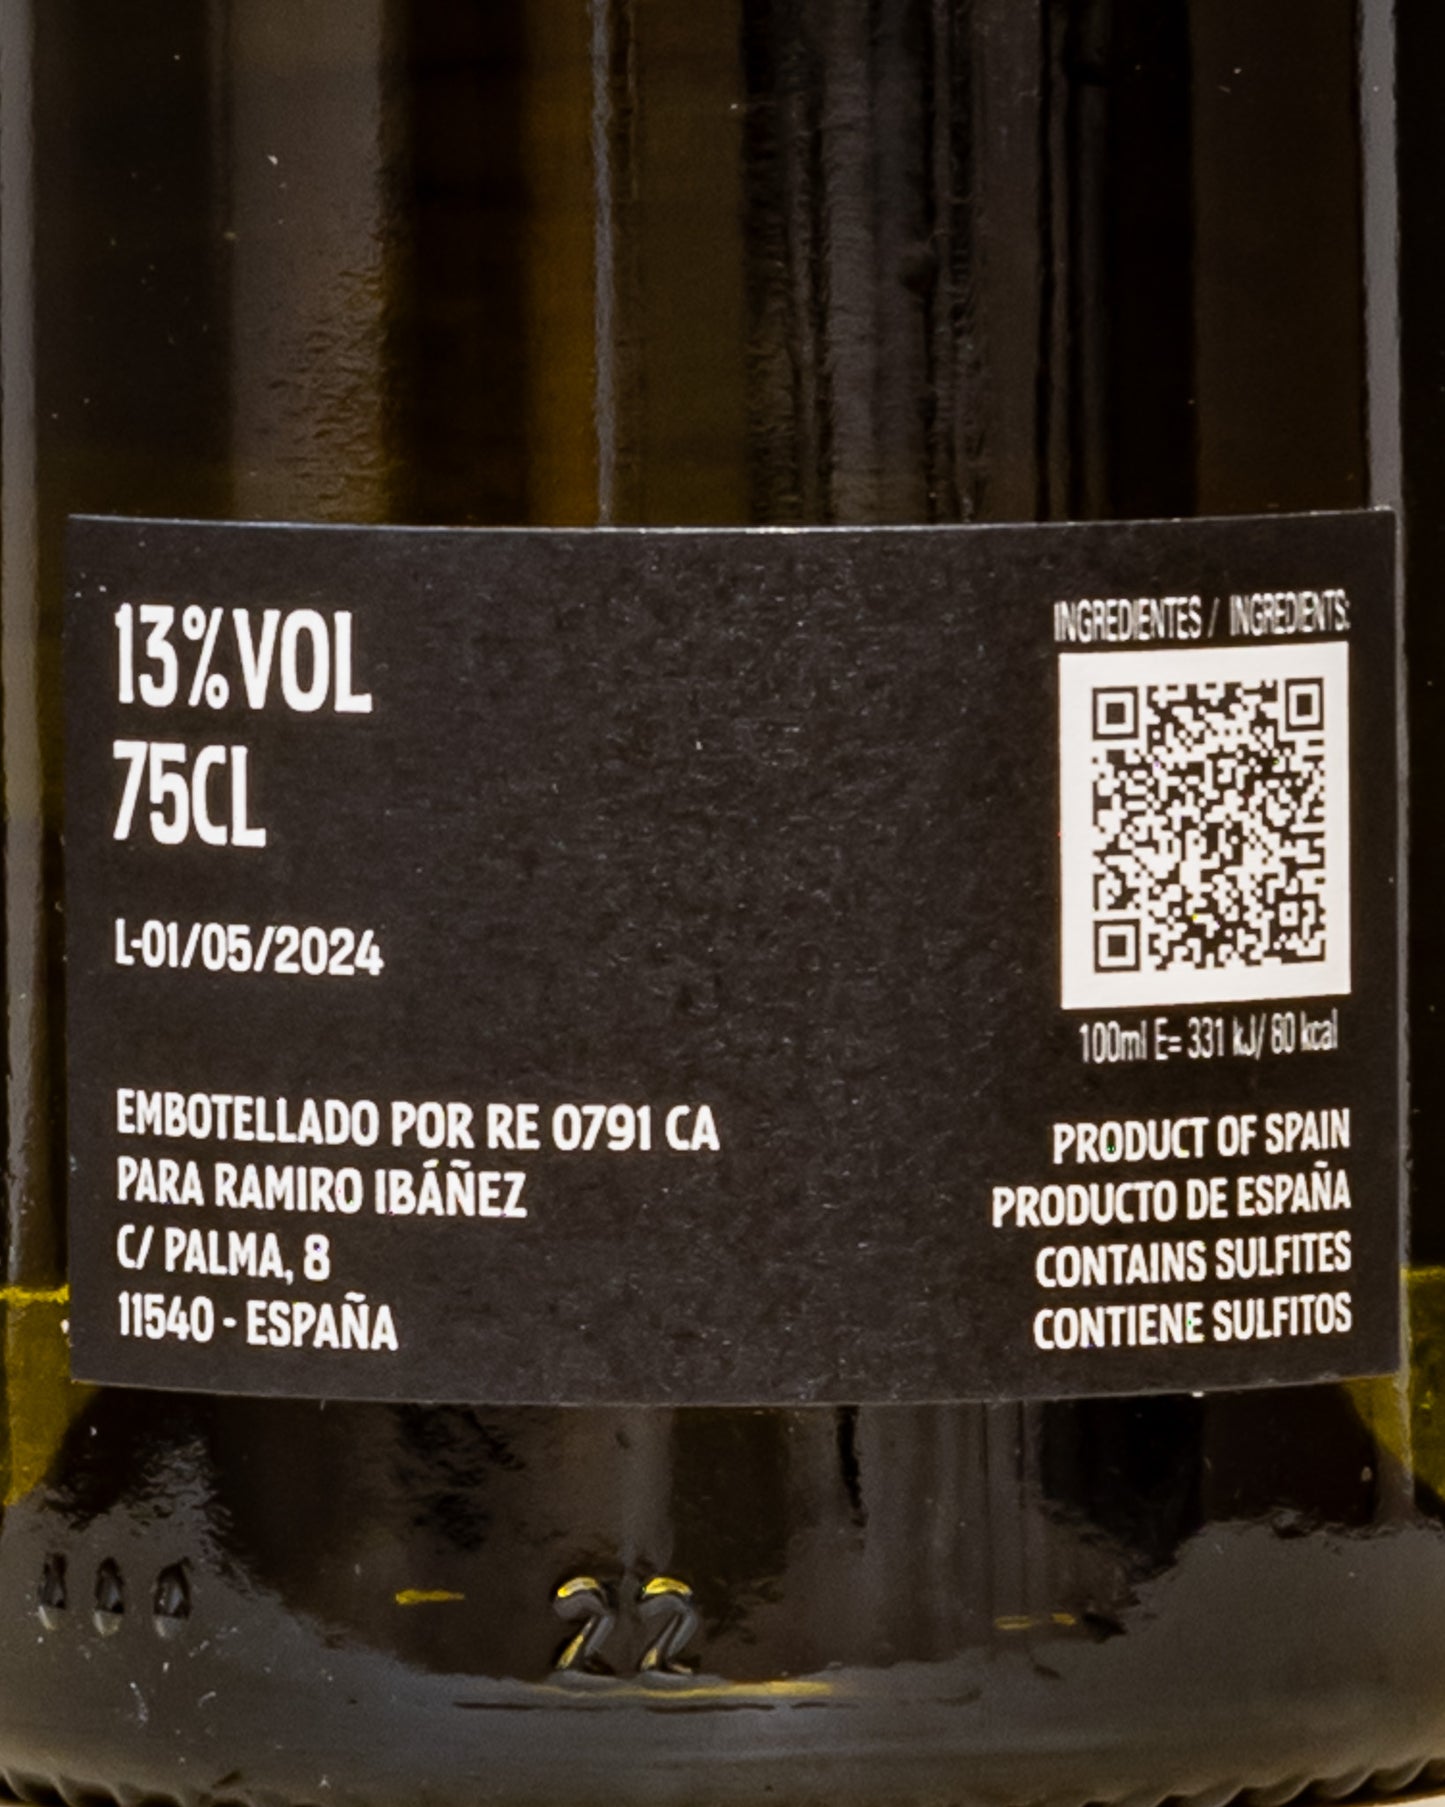 13%VOL
75CL
L-01/05/2024
EMBOTELLADO POR RE 0791 CA
PARA RAMIRO IBÁÑEZ
C/ PALMA, 8
11540 - ESPAÑA
INGREDIENTES / INGREDIENTS:
100ml E= 331 kJ/ 80 kcal
PRODUCT OF SPAIN
PRODUCTO DE ESPAÑA
CONTAINS SULFITES
CONTIENE SULFITOS
22